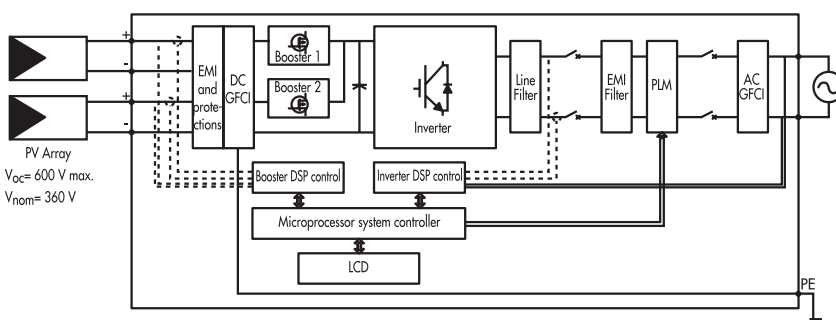 +
-
+
-
PV Array
Voc= 600 V max.
Vnom= 360 V
EMI
and
prote-
ctions
DC
GFCI
Booster 1
Booster 2
Inverter
Line
Filter
EMI
Filter
PLM
AC
GFCI
Booster DSP control
Inverter DSP control
Microprocessor system controller
LCD
PE